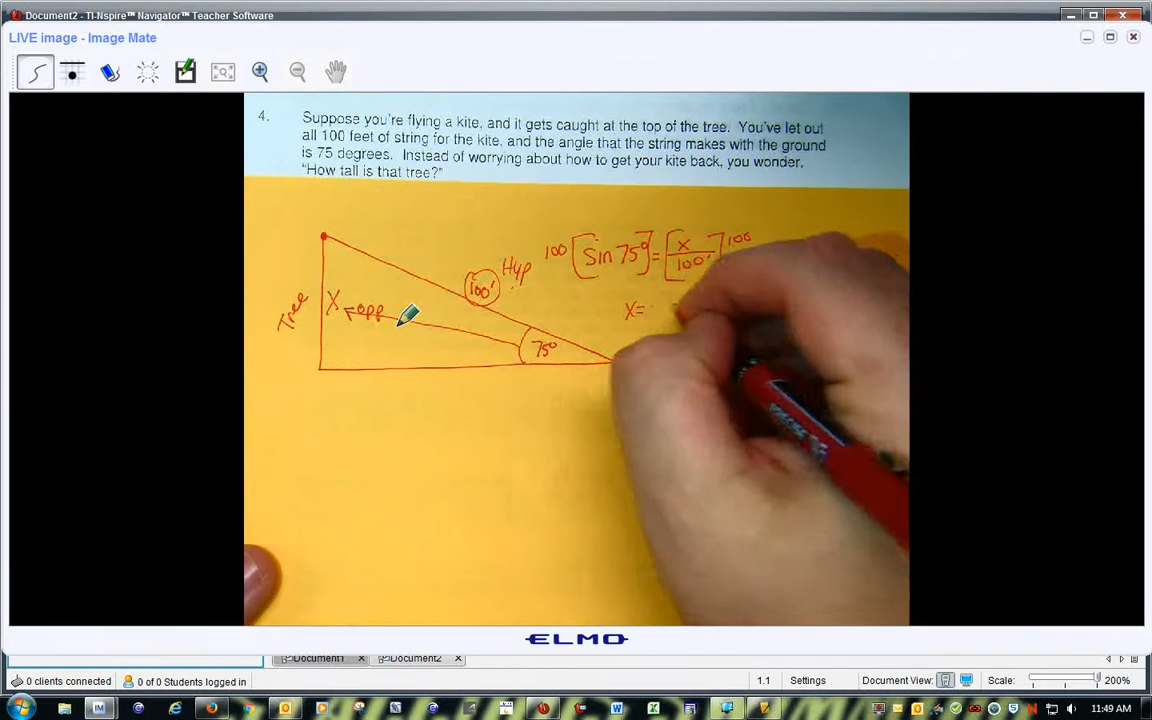 Document2 - TI-Nspire™ Navigator™ Teacher Software
LIVE image - Image Mate
4. Suppose you're flying a kite, and it gets caught at the top of the tree. You've let out
all 100 feet of string for the kite, and the angle that the string makes with the ground
is 75 degrees. Instead of worrying about how to get your kite back, you wonder.
"How tall is that tree?"
100 [Sin 75°] = [x/100'] 100
Hyp
100'
x=
Tree
X
opp
75°
ELMO
Document1 Document2
0 clients connected 0 of 0 Students logged in 1.1 Settings Document View: Scale: 200%
11:49 AM